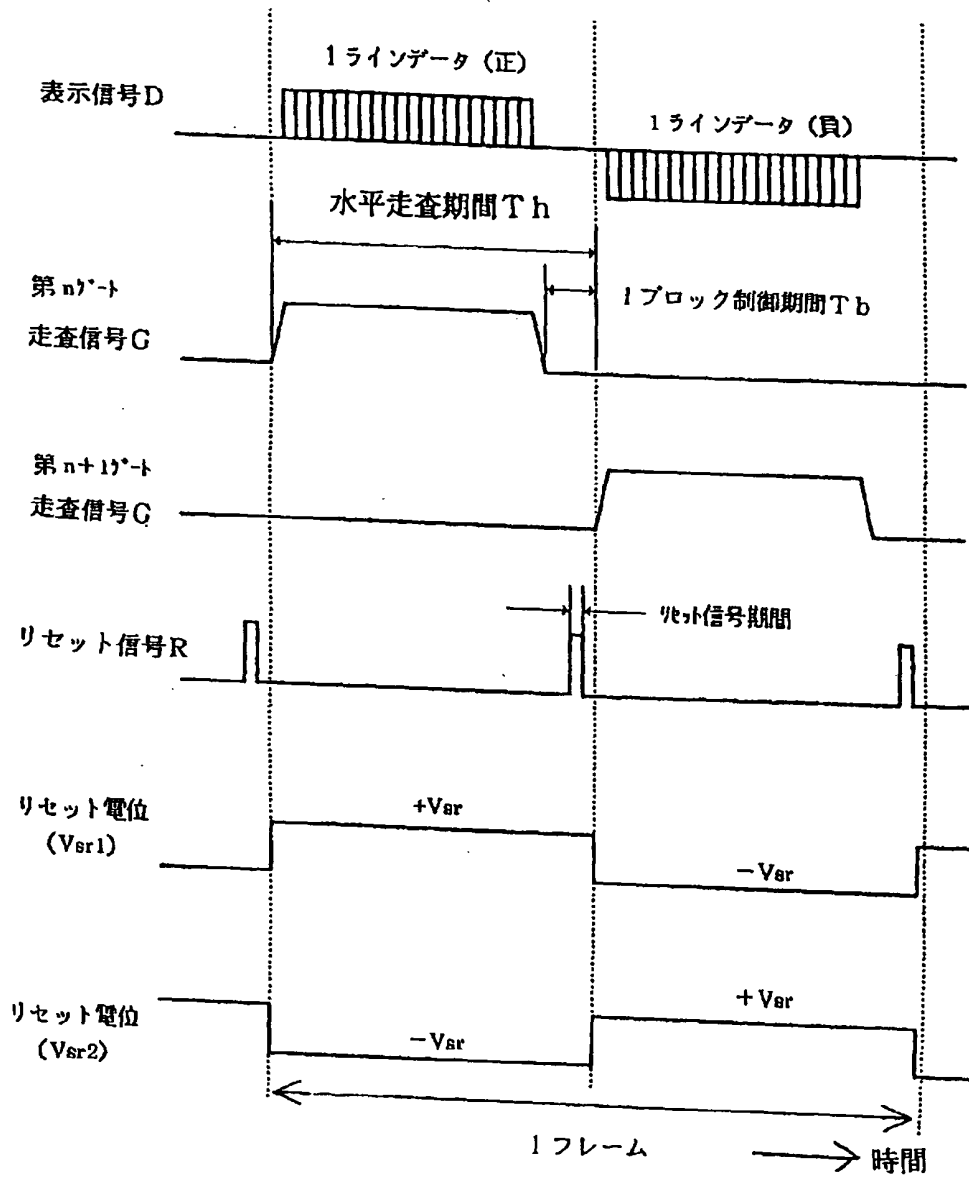 1ラインデータ (正)
表示信号D
1ラインデータ (負)
水平走査期間Th
第nゲート
走査信号G
1ブロック制御期間Tb
第n+1ゲート
走査信号G
リセット信号期間
リセット信号R
リセット電位
(Vsr1)
+Vsr
−Vsr
リセット電位
(Vsr2)
−Vsr
+Vsr
1フレーム
時間